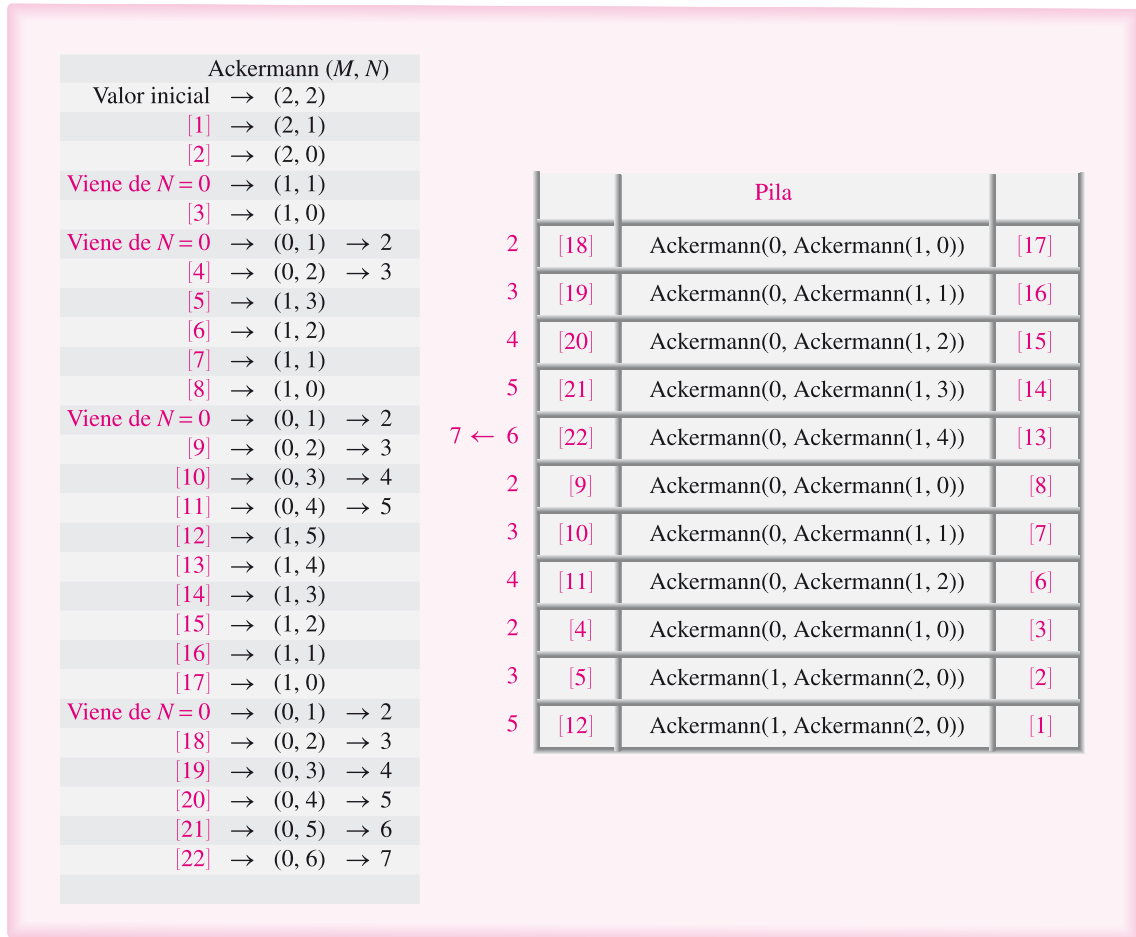 Ackermann (M, N)
Valor inicial → (2, 2)
[1] → (2, 1)
[2] → (2, 0)
Viene de N = 0 → (1, 1)
[3] → (1, 0)
Viene de N = 0 → (0, 1) → 2
[4] → (0, 2) → 3
[5] → (1, 3)
[6] → (1, 2)
[7] → (1, 1)
[8] → (1, 0)
Viene de N = 0 → (0, 1) → 2
[9] → (0, 2) → 3
[10] → (0, 3) → 4
[11] → (0, 4) → 5
[12] → (1, 5)
[13] → (1, 4)
[14] → (1, 3)
[15] → (1, 2)
[16] → (1, 1)
[17] → (1, 0)
Viene de N = 0 → (0, 1) → 2
[18] → (0, 2) → 3
[19] → (0, 3) → 4
[20] → (0, 4) → 5
[21] → (0, 5) → 6
[22] → (0, 6) → 7
Pila
2 [18] Ackermann(0, Ackermann(1, 0)) [17]
3 [19] Ackermann(0, Ackermann(1, 1)) [16]
4 [20] Ackermann(0, Ackermann(1, 2)) [15]
5 [21] Ackermann(0, Ackermann(1, 3)) [14]
7 ← 6 [22] Ackermann(0, Ackermann(1, 4)) [13]
2 [9] Ackermann(0, Ackermann(1, 0)) [8]
3 [10] Ackermann(0, Ackermann(1, 1)) [7]
4 [11] Ackermann(0, Ackermann(1, 2)) [6]
2 [4] Ackermann(0, Ackermann(1, 0)) [3]
3 [5] Ackermann(1, Ackermann(2, 0)) [2]
5 [12] Ackermann(1, Ackermann(2, 0)) [1]